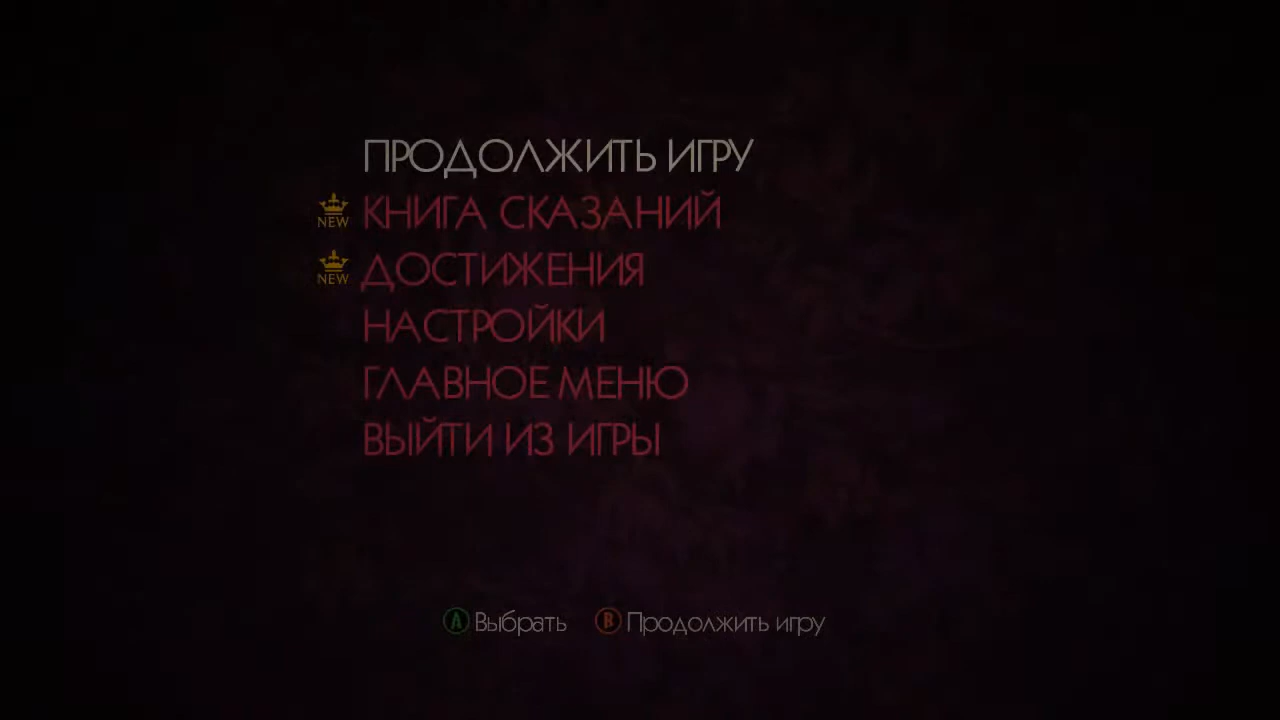 ПРОДОЛЖИТЬ ИГРУ
NEW КНИГА СКАЗАНИЙ
NEW ДОСТИЖЕНИЯ
НАСТРОЙКИ
ГЛАВНОЕ МЕНЮ
ВЫЙТИ ИЗ ИГРЫ
A Выбрать B Продолжить игру